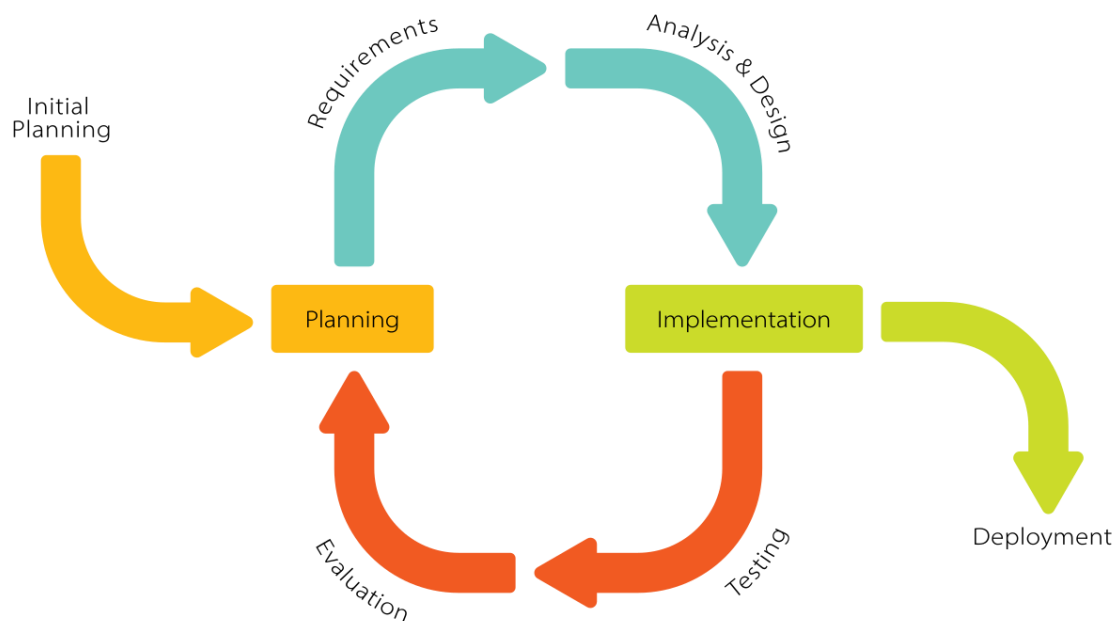 Initial
Planning
Requirements
Analysis & Design
Planning
Implementation
Evaluation
Testing
Deployment